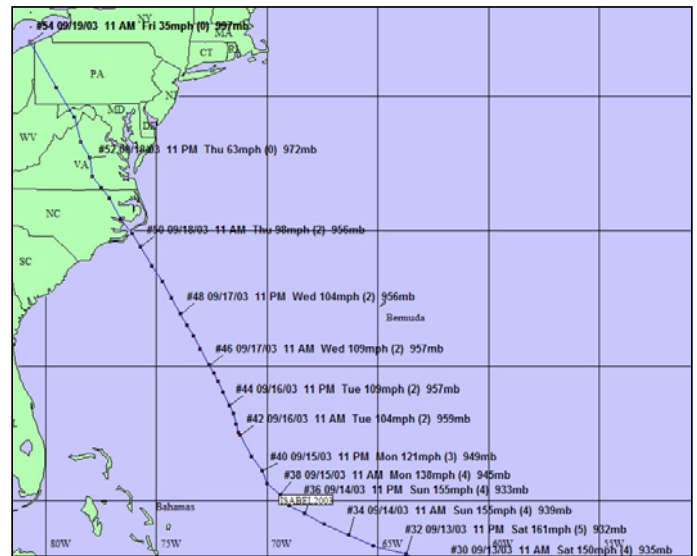 NY
#54 09/19/03 11 AM Fri 35mph (0) 997mb
MA
CT
RI
PA
NJ
MD
DE
WV
#52 09/18/03 11 PM Thu 63mph (0) 972mb
VA
NC
#50 09/18/03 11 AM Thu 98mph (2) 956mb
SC
#48 09/17/03 11 PM Wed 104mph (2) 956mb
Bermuda
#46 09/17/03 11 AM Wed 109mph (2) 957mb
#44 09/16/03 11 PM Tue 109mph (2) 957mb
#42 09/16/03 11 AM Tue 104mph (2) 959mb
#40 09/15/03 11 PM Mon 121mph (3) 949mb
#38 09/15/03 11 AM Mon 138mph (4) 945mb
#36 09/14/03 11 PM Sun 155mph (4) 933mb
ISABEL2003
Bahamas
#34 09/14/03 11 AM Sun 155mph (4) 939mb
#32 09/13/03 11 PM Sat 161mph (5) 932mb
80W 75W 70W 65W 60W 55W
#30 09/13/03 11 AM Sat 150mph (4) 935mb